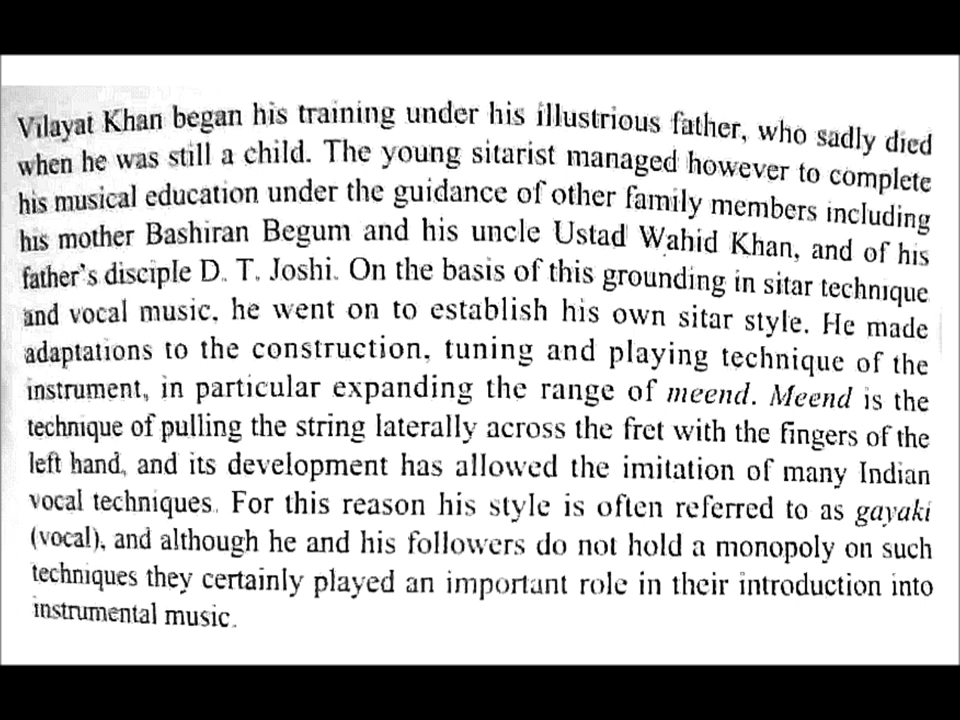 Vilayat Khan began his training under his illustrious father, who sadly died
when he was still a child. The young sitarist managed however to complete
his musical education under the guidance of other family members including
his mother Bashiran Begum and his uncle Ustad Wahid Khan, and of his
father's disciple D. T. Joshi. On the basis of this grounding in sitar technique
and vocal music, he went on to establish his own sitar style. He made
adaptations to the construction, tuning and playing technique of the
instrument, in particular expanding the range of meend. Meend is the
technique of pulling the string laterally across the fret with the fingers of the
left hand, and its development has allowed the imitation of many Indian
vocal techniques. For this reason his style is often referred to as gayaki
(vocal), and although he and his followers do not hold a monopoly on such
techniques they certainly played an important role in their introduction into
instrumental music.